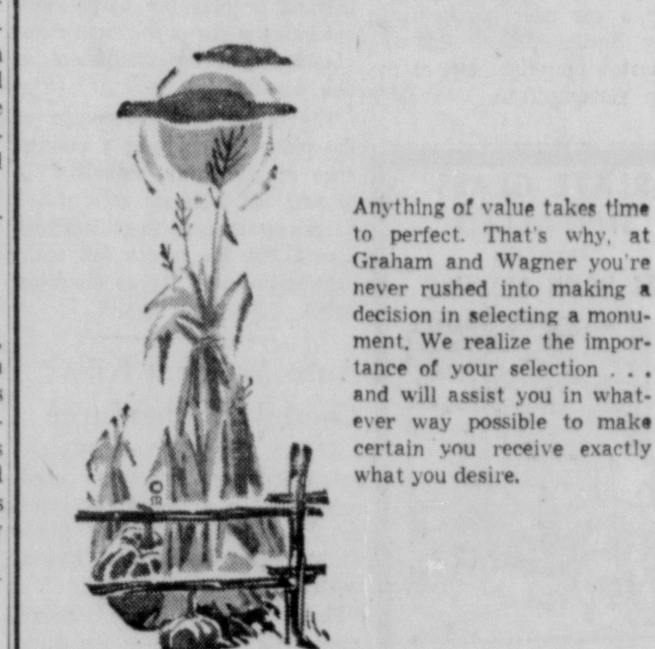 Anything of value takes time
to perfect. That's why, at
Graham and Wagner you're
never rushed into making a
decision in selecting a monu-
ment. We realize the impor-
tance of your selection . . .
and will assist you in what-
ever way possible to make
certain you receive exactly
what you desire.